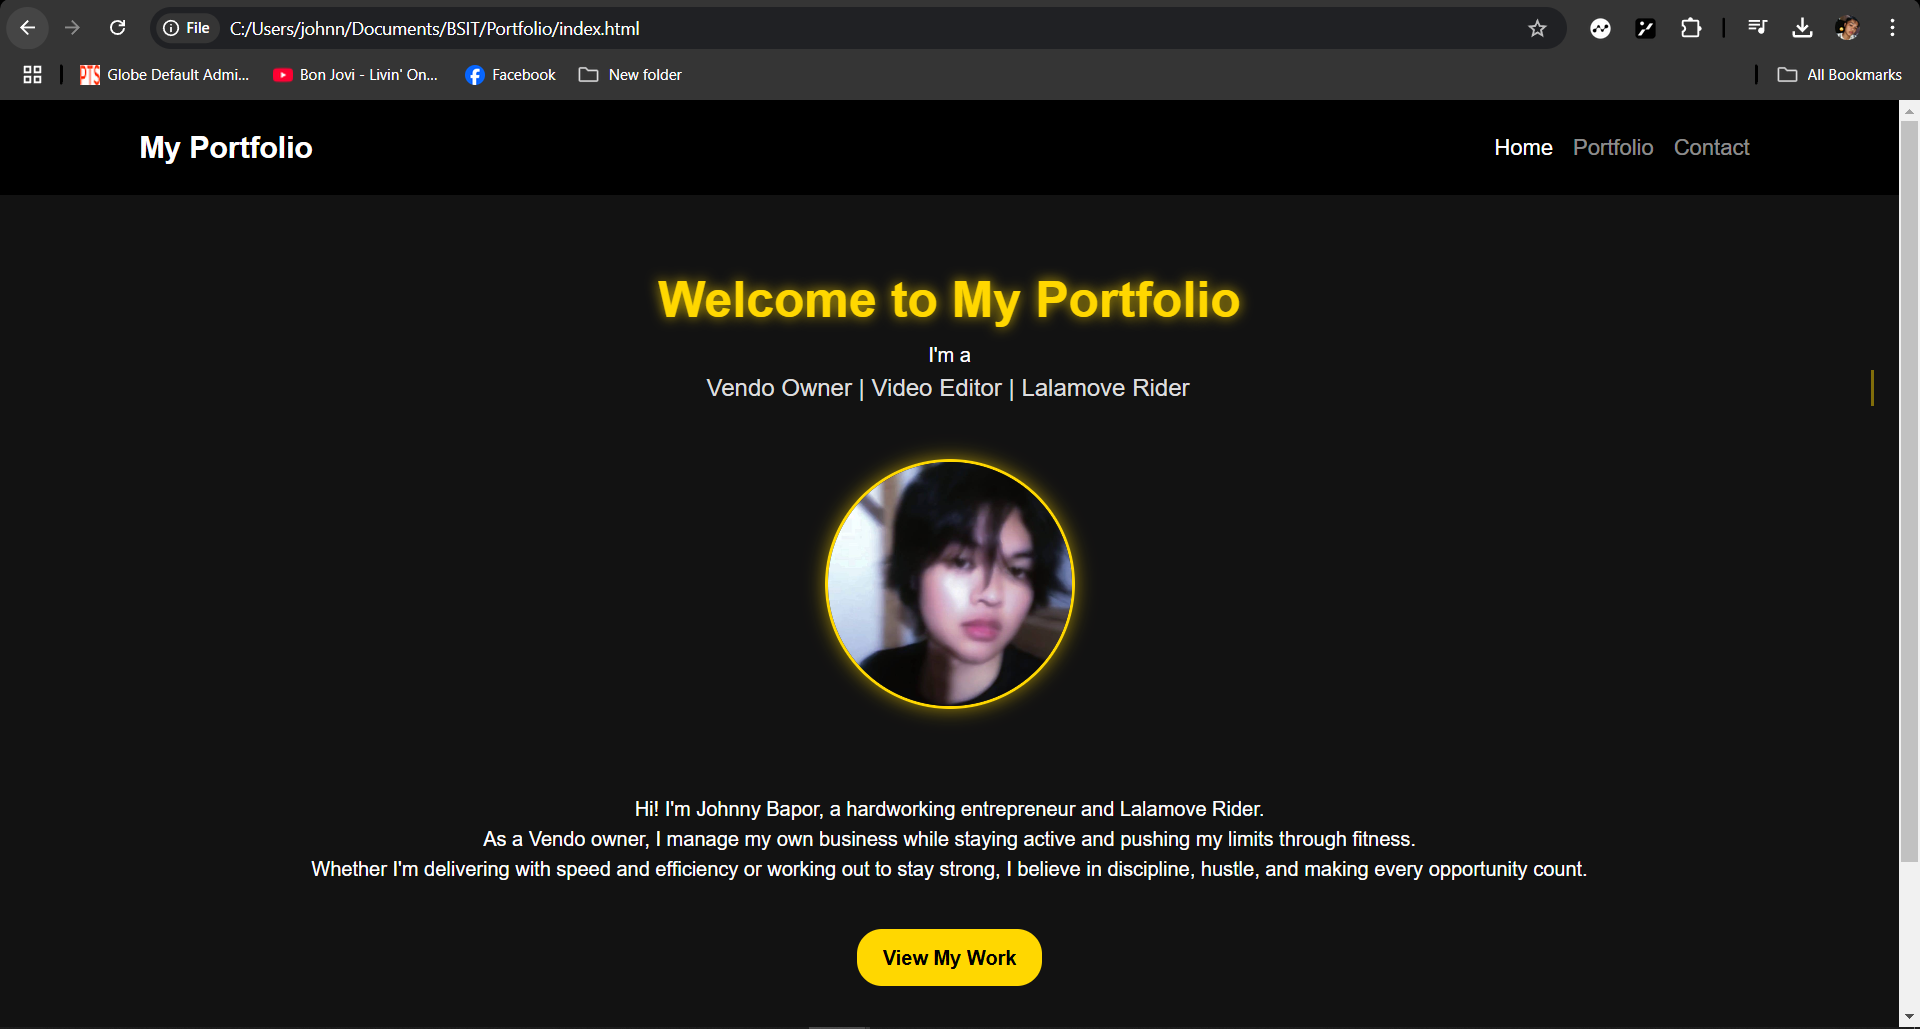 File C:/Users/johnn/Documents/BSIT/Portfolio/index.html
PTS Globe Default Admi... Bon Jovi - Livin' On... Facebook New folder All Bookmarks
My Portfolio Home Portfolio Contact
Welcome to My Portfolio
I'm a
Vendo Owner | Video Editor | Lalamove Rider
Hi! I'm Johnny Bapor, a hardworking entrepreneur and Lalamove Rider.
As a Vendo owner, I manage my own business while staying active and pushing my limits through fitness.
Whether I'm delivering with speed and efficiency or working out to stay strong, I believe in discipline, hustle, and making every opportunity count.
View My Work